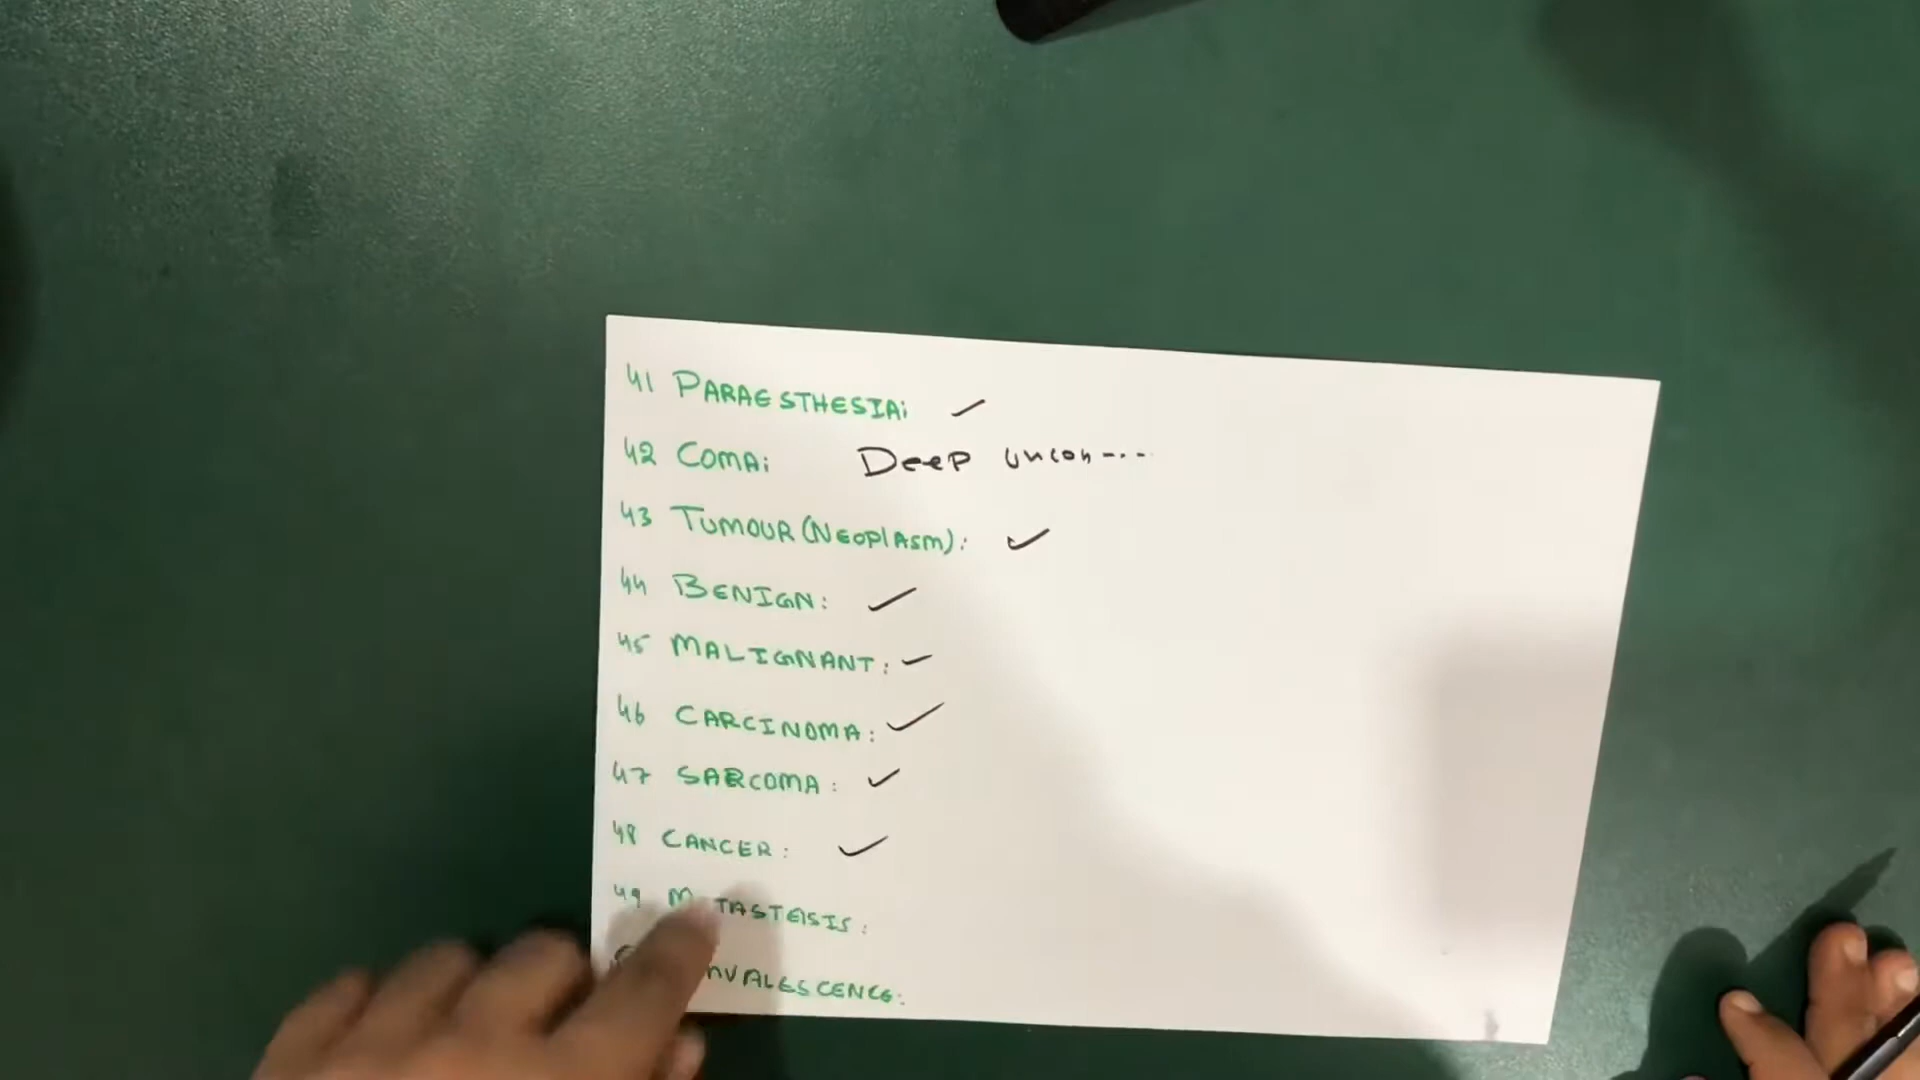 41 PARAESTHESIA:
42 COMA: Deep uncon-..-
43 TUMOUR (NEOPLASM):
44 BENIGN:
45 MALIGNANT:
46 CARCINOMA:
47 SARCOMA:
48 CANCER:
49